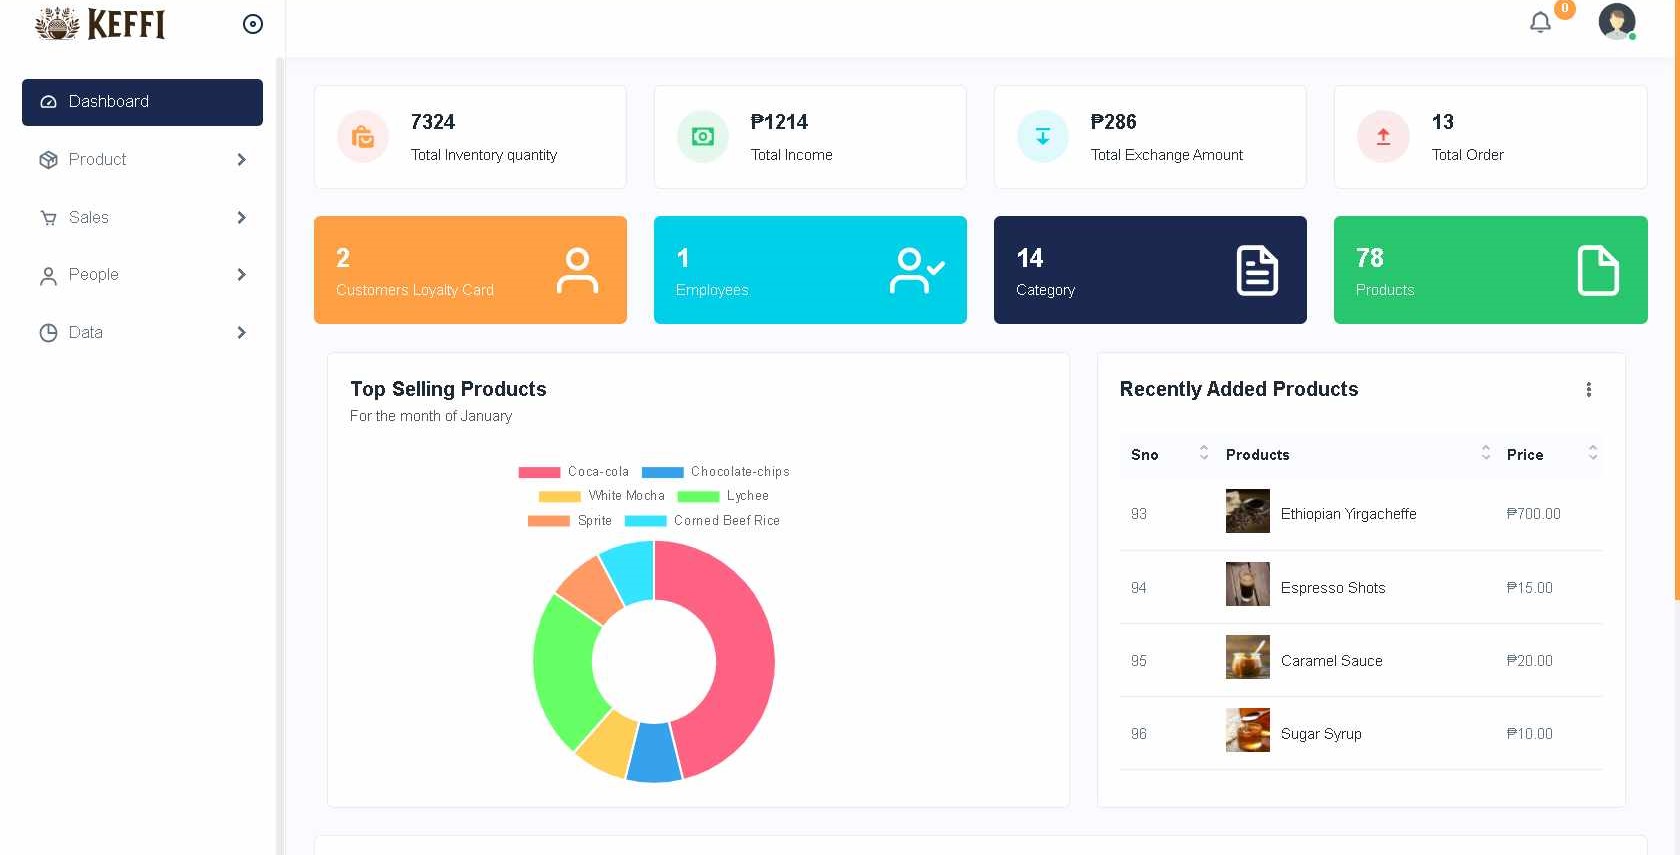 KEFFI
0
Dashboard
Product
Sales
People
Data
7324
Total Inventory quantity
₱1214
Total Income
₱286
Total Exchange Amount
13
Total Order
2
Customers Loyalty Card
1
Employees
14
Category
78
Products
Top Selling Products
For the month of January
Coca-cola Chocolate-chips
White Mocha Lychee
Sprite Corned Beef Rice
Recently Added Products
Sno Products Price
93 Ethiopian Yirgacheffe ₱700.00
94 Espresso Shots ₱15.00
95 Caramel Sauce ₱20.00
96 Sugar Syrup ₱10.00